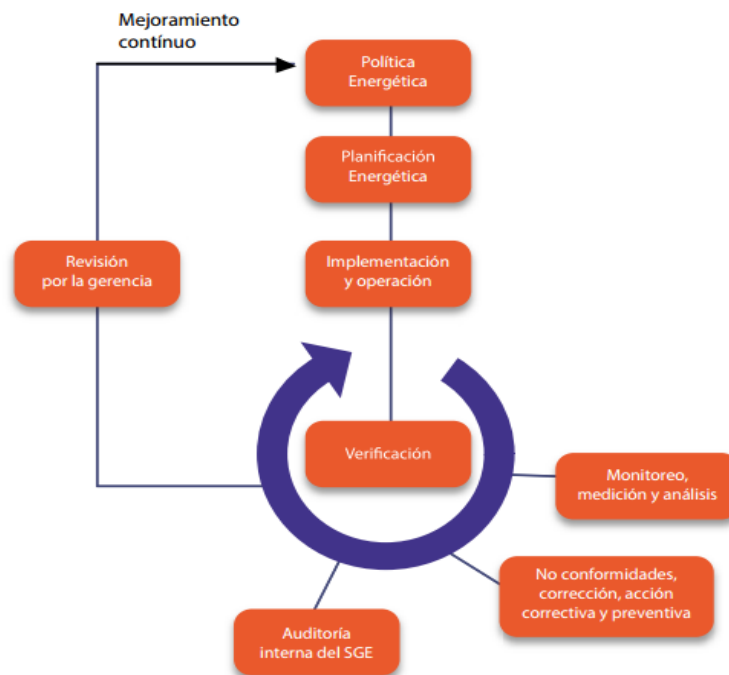 Mejoramiento
contínuo
Política
Energética
Planificación
Energética
Revisión
por la gerencia
Implementación
y operación
Verificación
Monitoreo,
medición y análisis
No conformidades,
corrección, acción
correctiva y preventiva
Auditoría
interna del SGE